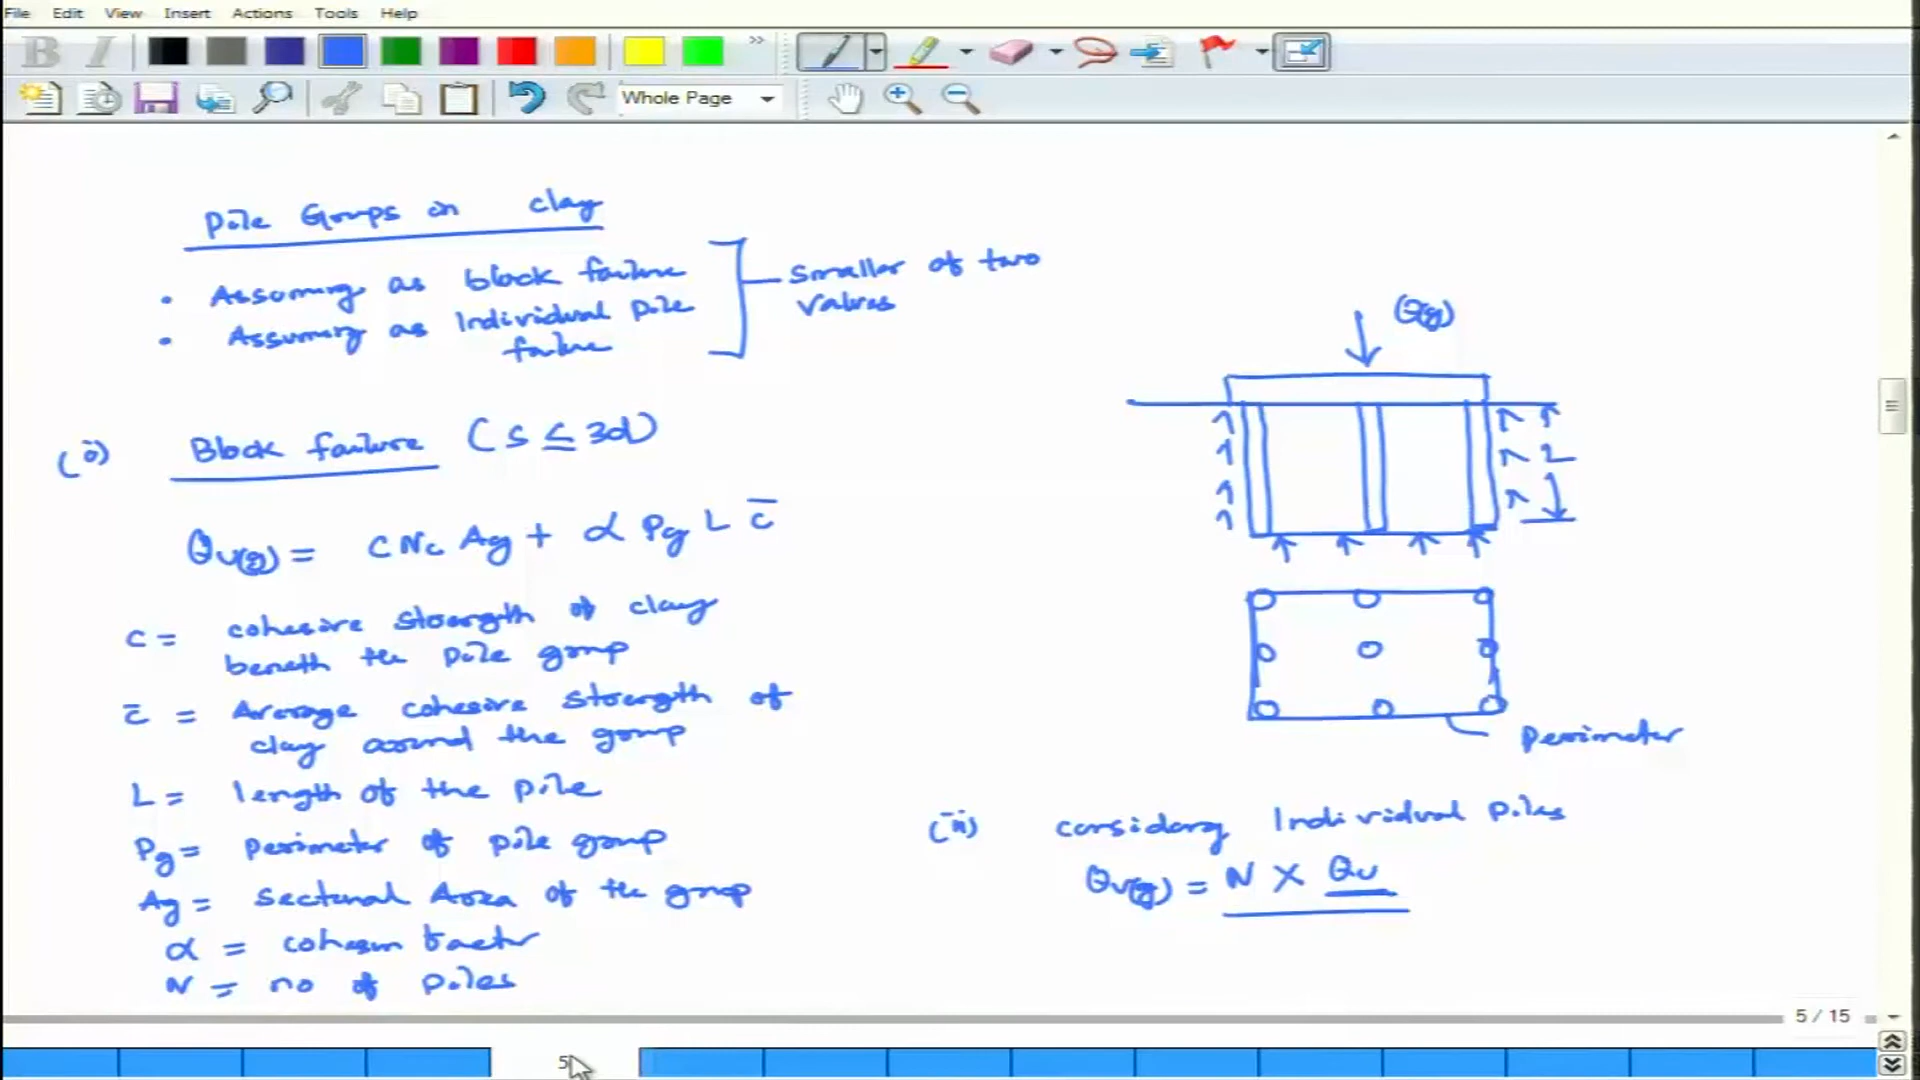 File Edit View Insert Actions Tools Help
B I
Whole Page
Pile Groups in clay
• Assuming as block failure
• Assuming as Individual pile
failure
Smaller of two
values
(i) Block failure (S ≤ 3d)
Qu(g) = CNc Ag + α Pg L c̄
C = cohesive strength of clay
beneath the pile group
c̄ = Average cohesive strength of
clay around the group
L = length of the pile
Pg = perimeter of pile group
Ag = sectional Area of the group
α = cohesion factor
N = no of piles
Q(g)
L
Perimeter
(ii) considering Individual piles
Qu(g) = N X Qu
5 / 15
5